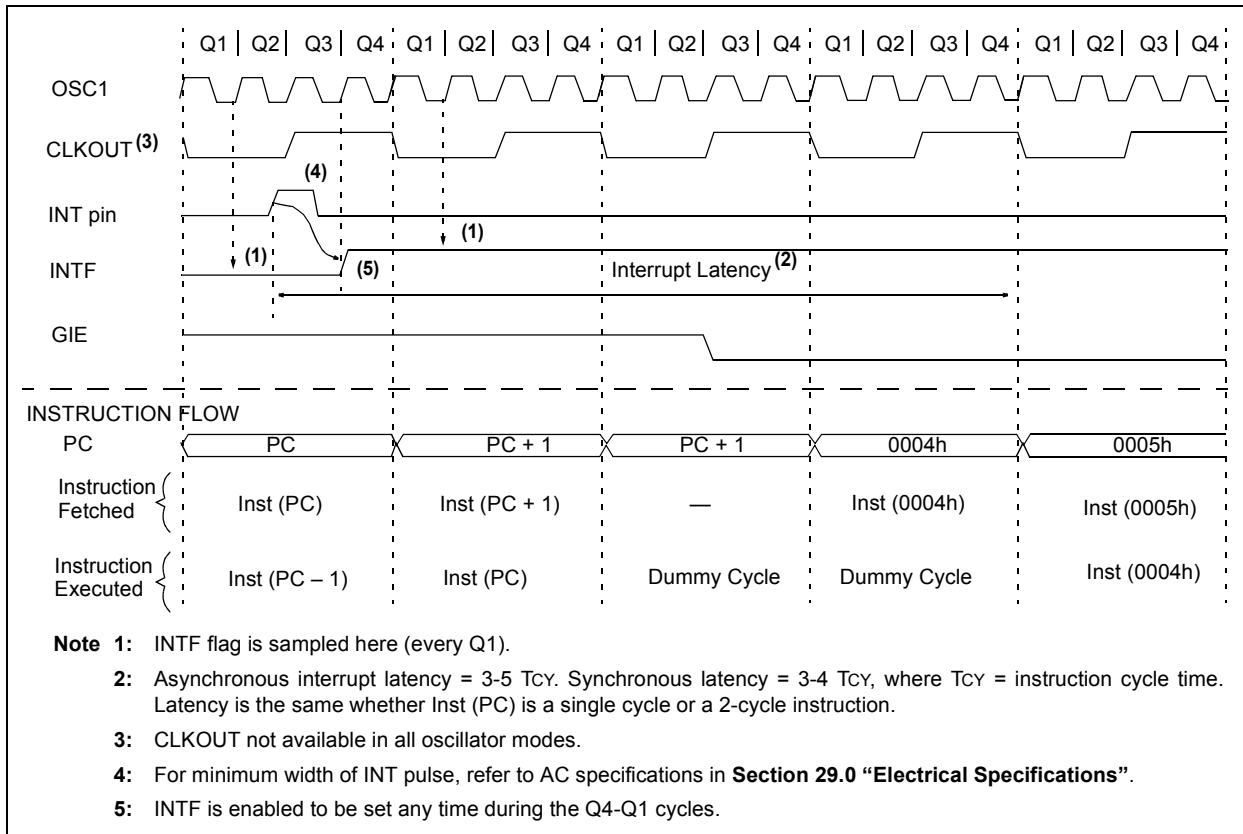 Q1 Q2 Q3 Q4 Q1 Q2 Q3 Q4 Q1 Q2 Q3 Q4 Q1 Q2 Q3 Q4 Q1 Q2 Q3 Q4
OSC1
CLKOUT (3)
(4)
INT pin
(1)
(1)
INTF
(5)
Interrupt Latency (2)
GIE
INSTRUCTION FLOW
PC PC PC + 1 PC + 1 0004h 0005h
Instruction
Fetched
Inst (PC) Inst (PC + 1) — Inst (0004h) Inst (0005h)
Instruction
Executed
Inst (PC – 1) Inst (PC) Dummy Cycle Dummy Cycle Inst (0004h)
Note 1: INTF flag is sampled here (every Q1).
2: Asynchronous interrupt latency = 3-5 TCY. Synchronous latency = 3-4 TCY, where TCY = instruction cycle time.
Latency is the same whether Inst (PC) is a single cycle or a 2-cycle instruction.
3: CLKOUT not available in all oscillator modes.
4: For minimum width of INT pulse, refer to AC specifications in Section 29.0 “Electrical Specifications”.
5: INTF is enabled to be set any time during the Q4-Q1 cycles.